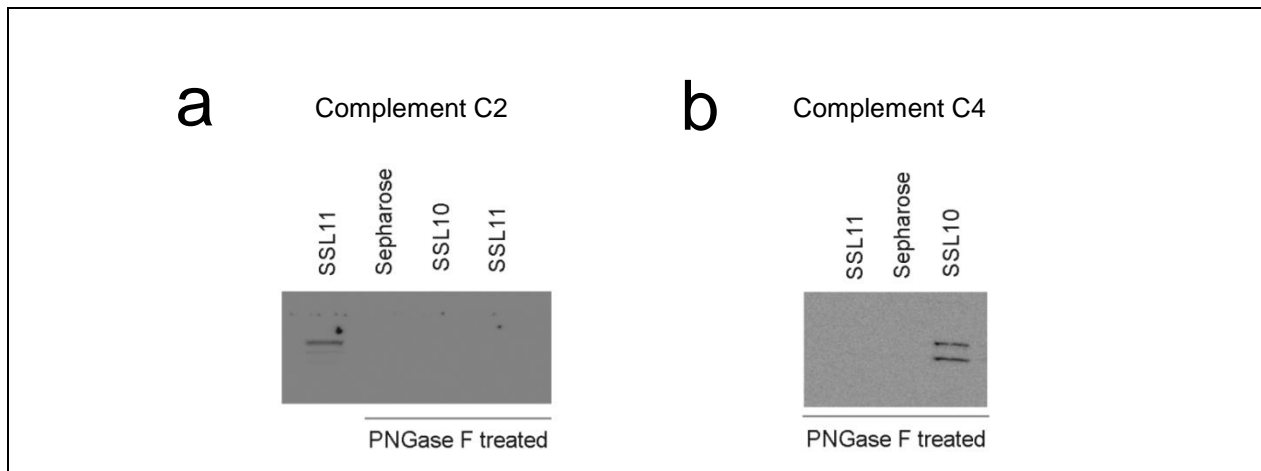 a
Complement C2
SSL11
Sepharose
SSL10
SSL11
PNGase F treated
b
Complement C4
SSL11
Sepharose
SSL10
PNGase F treated